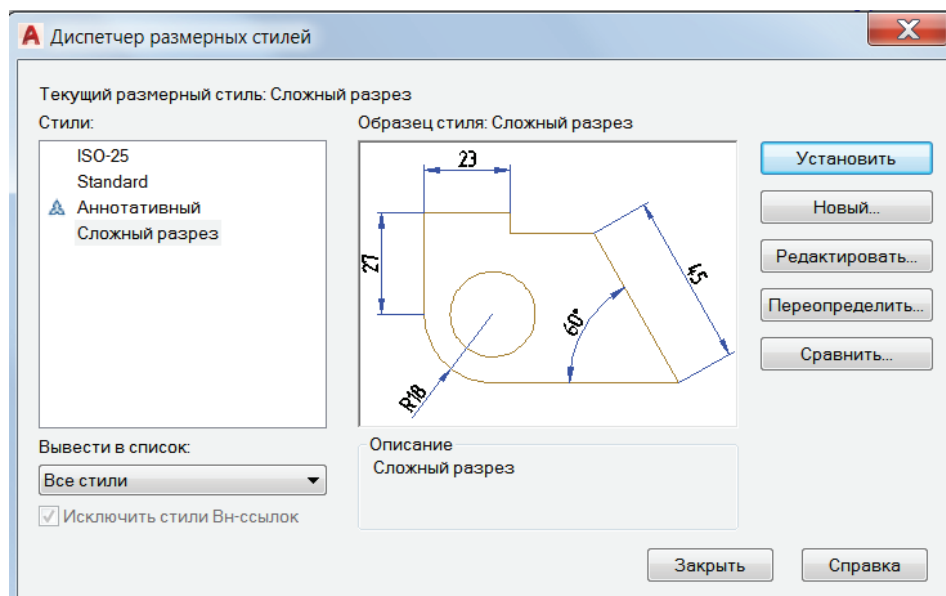 Диспетчер размерных стилей
Текущий размерный стиль: Сложный разрез
Стили:
ISO-25
Standard
Аннотативный
Сложный разрез
Образец стиля: Сложный разрез
23
27
45
60°
R18
Установить
Новый...
Редактировать...
Переопределить...
Сравнить...
Вывести в список:
Все стили
Исключить стили Вн-ссылок
Описание
Сложный разрез
Закрыть
Справка